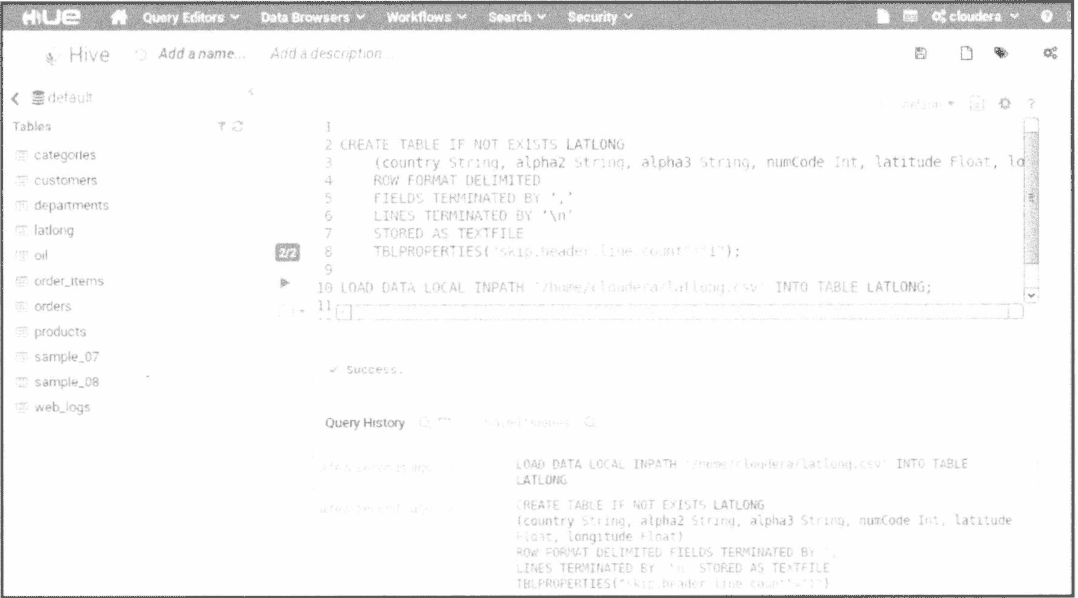 HUE Query Editors Data Browsers Workflows Search Security cloudera
Hive Add a name... Add a description...
default
Tables
categories
customers
departments
latlong
oil
order_items
orders
products
sample_07
sample_08
web_logs
default ?
1
2 CREATE TABLE IF NOT EXISTS LATLONG
3 (country String, alpha2 String, alpha3 String, numCode Int, latitude Float, lo
4 ROW FORMAT DELIMITED
5 FIELDS TERMINATED BY ','
6 LINES TERMINATED BY '\n'
7 STORED AS TEXTFILE
2/2 8 TBLPROPERTIES("skip.header.line.count"="1");
9
10 LOAD DATA LOCAL INPATH '/home/cloudera/latlong.csv' INTO TABLE LATLONG;
11
✓ Success.
Query History
a few seconds ago LOAD DATA LOCAL INPATH '/home/cloudera/latlong.csv' INTO TABLE
LATLONG
a few seconds ago CREATE TABLE IF NOT EXISTS LATLONG
(country String, alpha2 String, alpha3 String, numCode Int, latitude
Float, longitude Float)
ROW FORMAT DELIMITED FIELDS TERMINATED BY ','
LINES TERMINATED BY '\n' STORED AS TEXTFILE
TBLPROPERTIES("skip.header.line.count"="1")